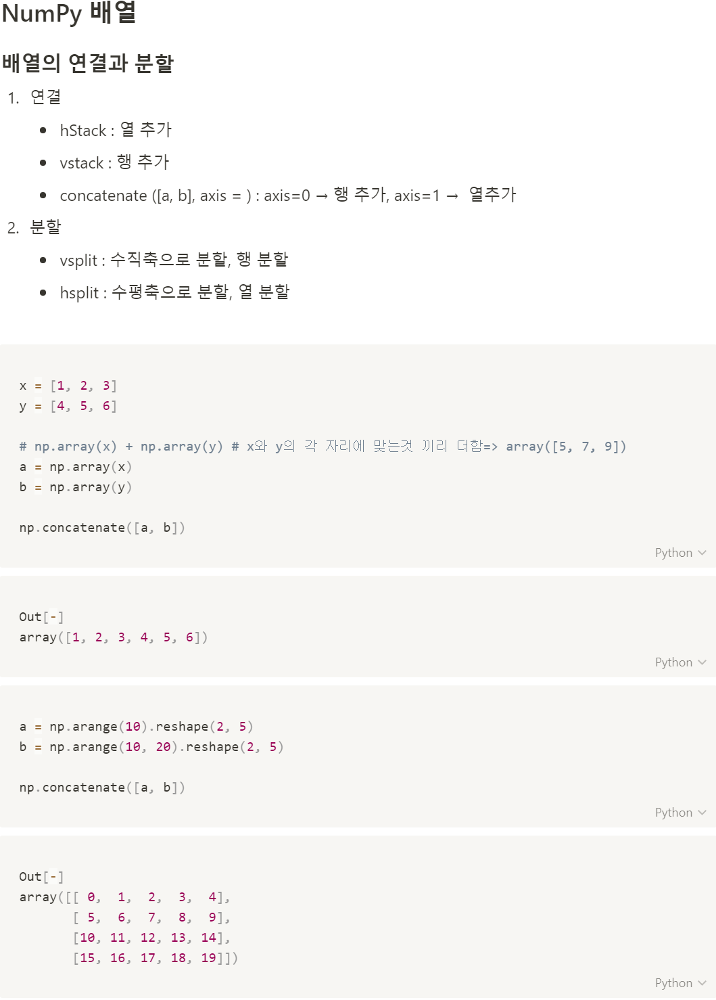 NumPy 배열
배열의 연결과 분할
1. 연결
• hStack : 열 추가
• vstack : 행 추가
• concatenate ([a, b], axis = ) : axis=0 → 행 추가, axis=1 → 열추가
2. 분할
• vsplit : 수직축으로 분할, 행 분할
• hsplit : 수평축으로 분할, 열 분할
x = [1, 2, 3]
y = [4, 5, 6]
# np.array(x) + np.array(y) # x와 y의 각 자리에 맞는것 끼리 더함=> array([5, 7, 9])
a = np.array(x)
b = np.array(y)
np.concatenate([a, b])
Python
Out[-]
array([1, 2, 3, 4, 5, 6])
Python
a = np.arange(10).reshape(2, 5)
b = np.arange(10, 20).reshape(2, 5)
np.concatenate([a, b])
Python
Out[-]
array([[ 0,  1,  2,  3,  4],
       [ 5,  6,  7,  8,  9],
       [10, 11, 12, 13, 14],
       [15, 16, 17, 18, 19]])
Python